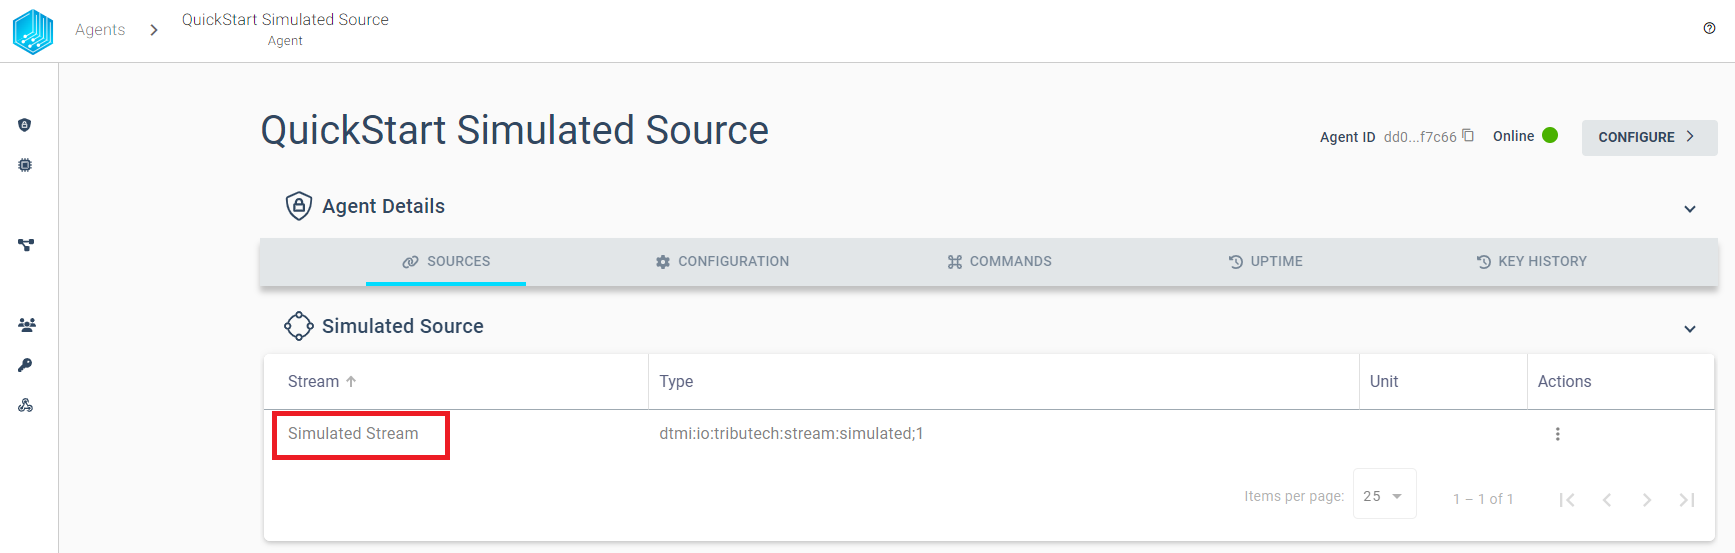 Agents
QuickStart Simulated Source
Agent
QuickStart Simulated Source
Agent ID dd0...f7c66 Online
CONFIGURE
Agent Details
SOURCES CONFIGURATION COMMANDS UPTIME KEY HISTORY
Simulated Source
Stream Type Unit Actions
Simulated Stream dtmi:io:tributech:stream:simulated;1
Items per page: 25 1 – 1 of 1